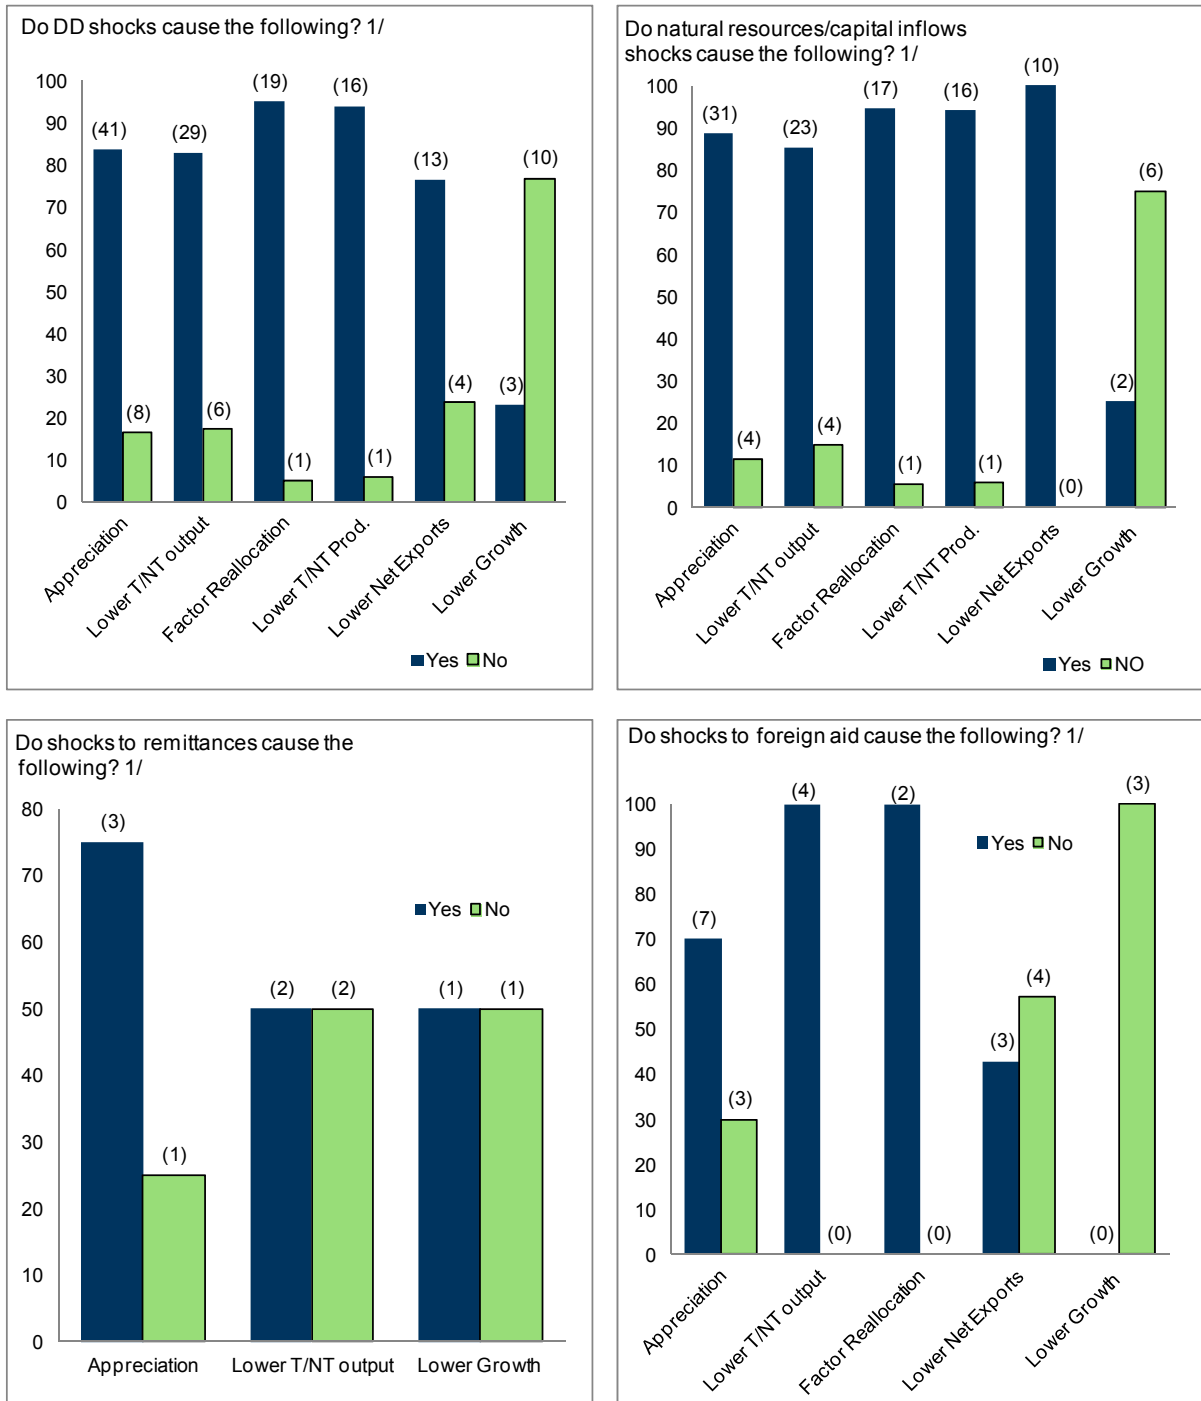 Do DD shocks cause the following? 1/
100
90
80
70
60
50
40
30
20
10
0
(41)
(8)
(29)
(6)
(19)
(1)
(16)
(1)
(13)
(4)
(3)
(10)
Appreciation
Lower T/NT output
Factor Reallocation
Lower T/NT Prod.
Lower Net Exports
Lower Growth
Yes No
Do natural resources/capital inflows
shocks cause the following? 1/
100
90
80
70
60
50
40
30
20
10
0
(31)
(4)
(23)
(4)
(17)
(1)
(16)
(1)
(10)
(0)
(2)
(6)
Appreciation
Lower T/NT output
Factor Reallocation
Lower T/NT Prod.
Lower Net Exports
Lower Growth
Yes NO
Do shocks to remittances cause the
following? 1/
80
70
60
50
40
30
20
10
0
(3)
(1)
(2)
(2)
(1)
(1)
Yes No
Appreciation Lower T/NT output Lower Growth
Do shocks to foreign aid cause the following? 1/
100
90
80
70
60
50
40
30
20
10
0
(7)
(3)
(4)
(0)
(2)
(0)
(3)
(4)
(0)
(3)
Yes No
Appreciation
Lower T/NT output
Factor Reallocation
Lower Net Exports
Lower Growth